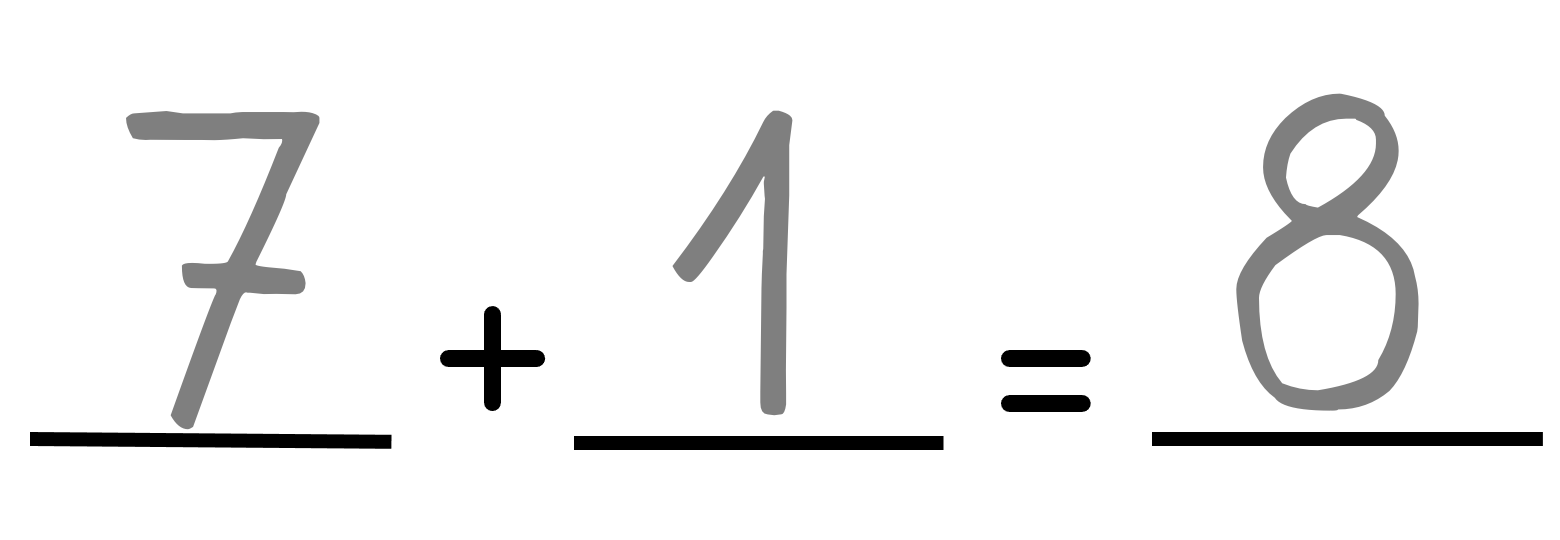 7 + 1 = 8